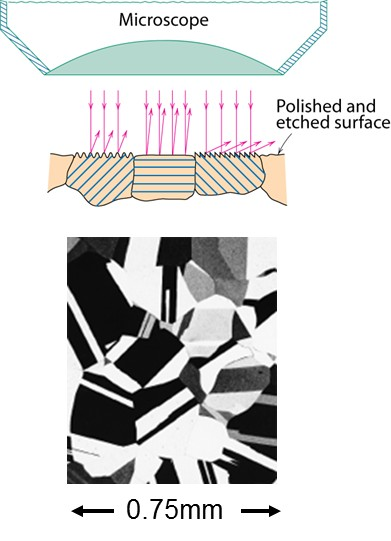 Microscope
Polished and
etched surface
0.75mm